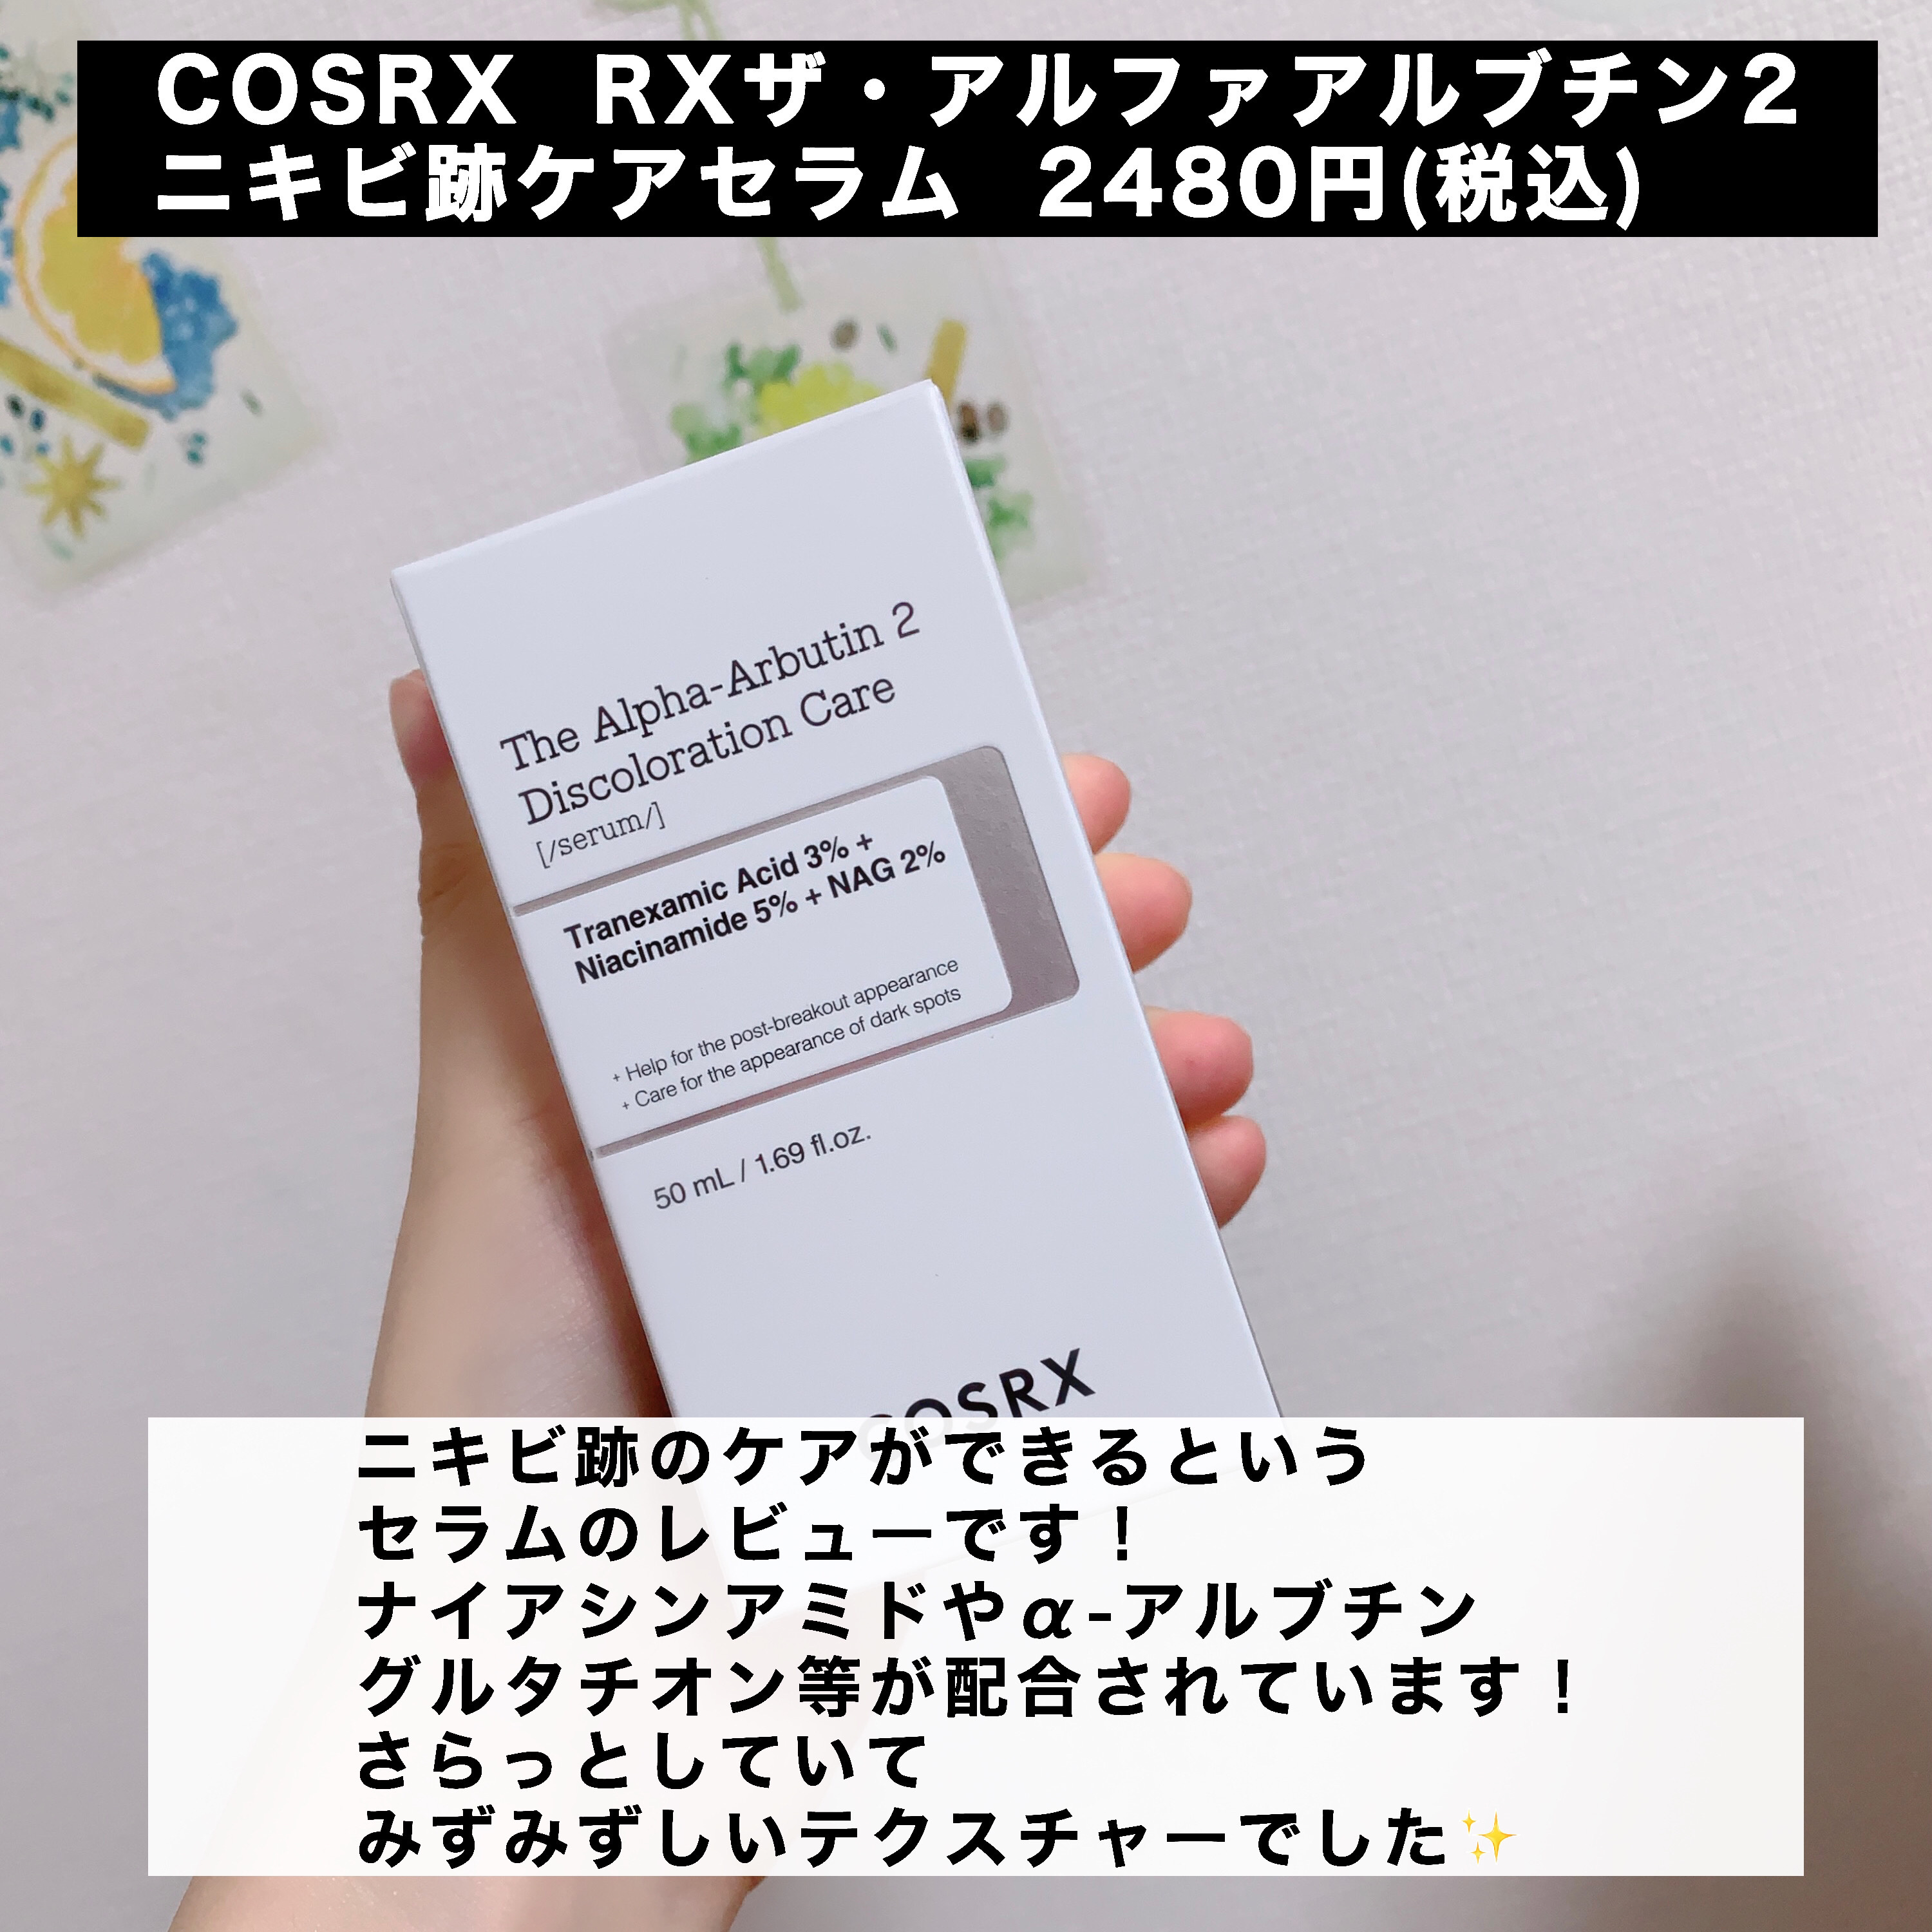 COSRX RXザ・アルファアルブチン2
ニキビ跡ケアセラム 2480円(税込)
The Alpha-Arbutin 2
Discoloration Care
[/serum/]
Tranexamic Acid 3% +
Niacinamide 5% + NAG 2%
+ Help for the post-breakout appearance
+ Care for the appearance of dark spots
50 mL / 1.69 fl.oz.
COSRX
ニキビ跡のケアができるという
セラムのレビューです！
ナイアシンアミドやα-アルブチン
グルタチオン等が配合されています！
さらっとしていて
みずみずしいテクスチャーでした✨